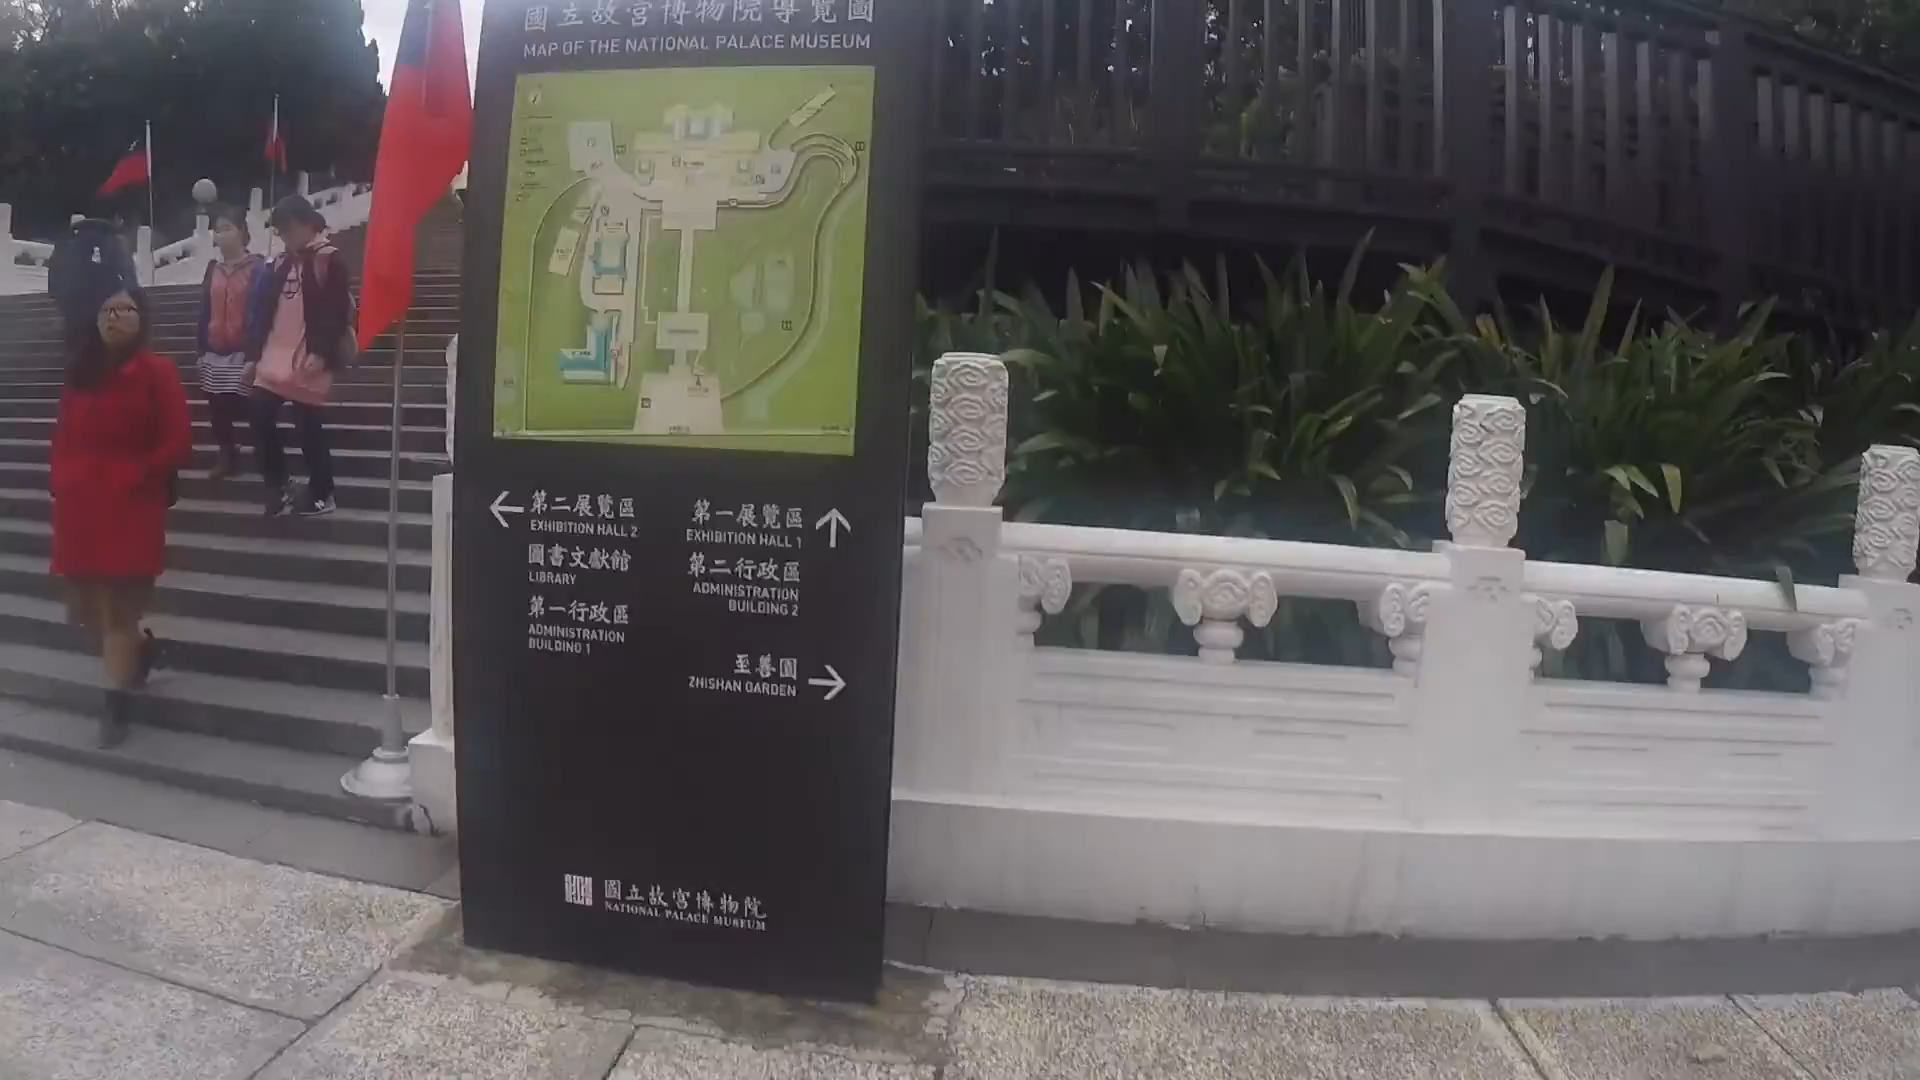 國立故宮博物院導覽圖
MAP OF THE NATIONAL PALACE MUSEUM
第二展覽區
EXHIBITION HALL 2
圖書文獻館
LIBRARY
第一行政區
ADMINISTRATION
BUILDING 1
第一展覽區
EXHIBITION HALL 1
第二行政區
ADMINISTRATION
BUILDING 2
至善園
ZHISHAN GARDEN
國立故宮博物院
NATIONAL PALACE MUSEUM